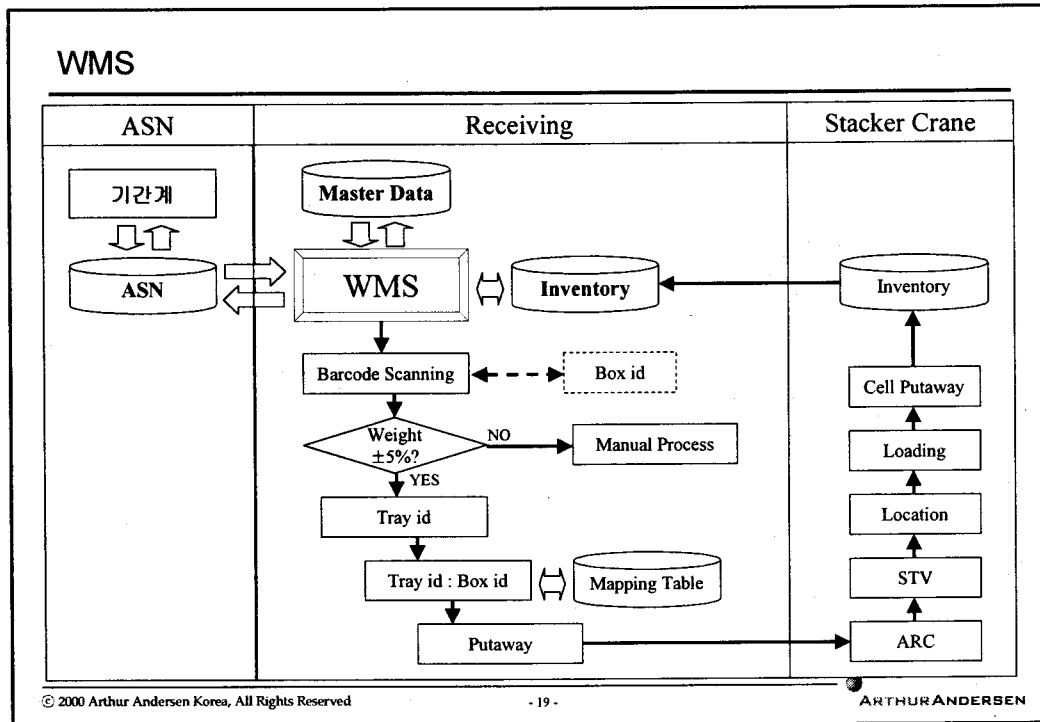 WMS
ASN
Receiving
Stacker Crane
기간계
ASN
Master Data
WMS
Inventory
Inventory
Barcode Scanning
Box id
Weight
±5%?
NO
YES
Manual Process
Tray id
Tray id : Box id
Mapping Table
Putaway
Cell Putaway
Loading
Location
STV
ARC
© 2000 Arthur Andersen Korea, All Rights Reserved
- 19 -
ARTHUR ANDERSEN